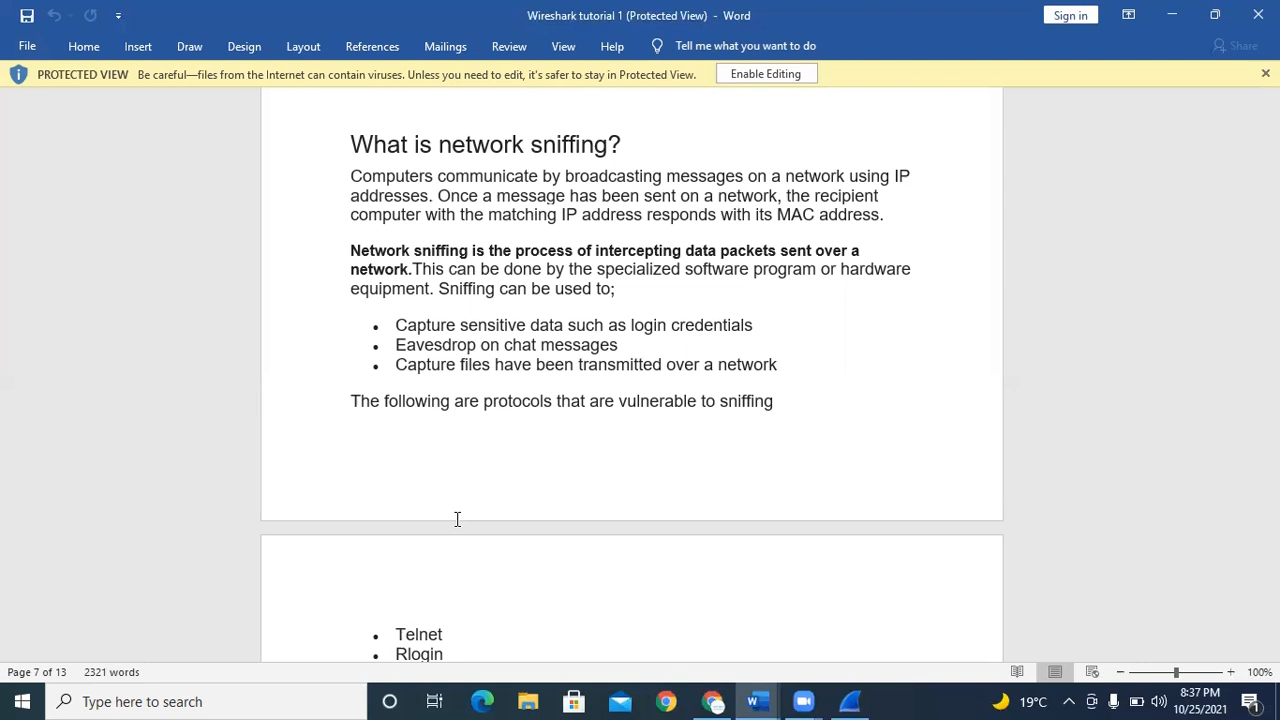 Wireshark tutorial 1 (Protected View) - Word
Sign in
File Home Insert Draw Design Layout References Mailings Review View Help Tell me what you want to do Share
PROTECTED VIEW Be careful—files from the Internet can contain viruses. Unless you need to edit, it's safer to stay in Protected View. Enable Editing
What is network sniffing?
Computers communicate by broadcasting messages on a network using IP
addresses. Once a message has been sent on a network, the recipient
computer with the matching IP address responds with its MAC address.
Network sniffing is the process of intercepting data packets sent over a
network.This can be done by the specialized software program or hardware
equipment. Sniffing can be used to;
• Capture sensitive data such as login credentials
• Eavesdrop on chat messages
• Capture files have been transmitted over a network
The following are protocols that are vulnerable to sniffing
• Telnet
• Rlogin
Page 7 of 13 2321 words 100%
Type here to search
19°C
8:37 PM
10/25/2021
1